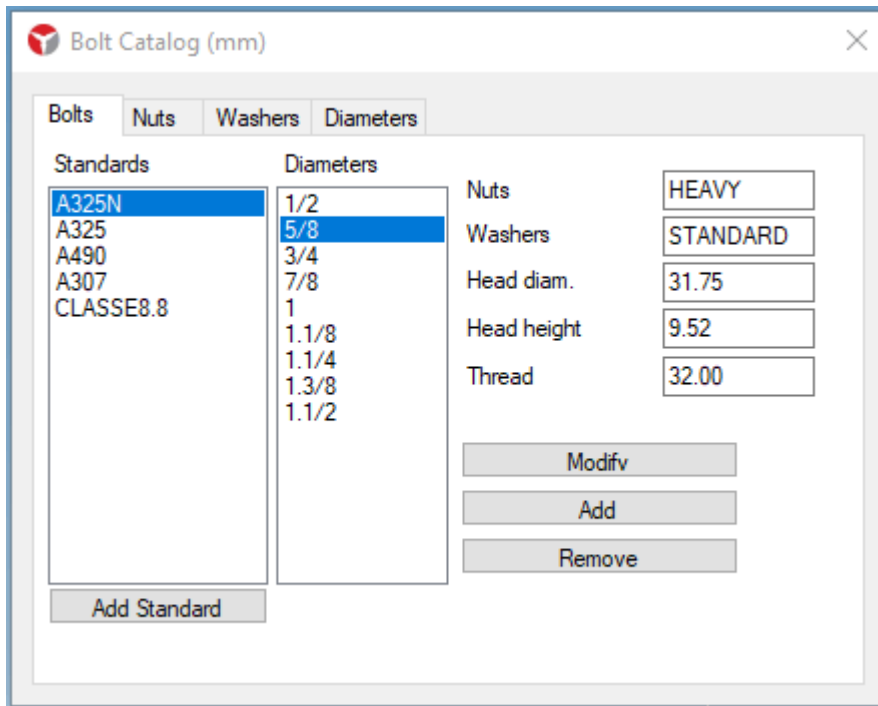 Bolt Catalog (mm)
Bolts Nuts Washers Diameters
Standards
A325N
A325
A490
A307
CLASSE8.8
Add Standard
Diameters
1/2
5/8
3/4
7/8
1
1.1/8
1.1/4
1.3/8
1.1/2
Nuts HEAVY
Washers STANDARD
Head diam. 31.75
Head height 9.52
Thread 32.00
Modify
Add
Remove